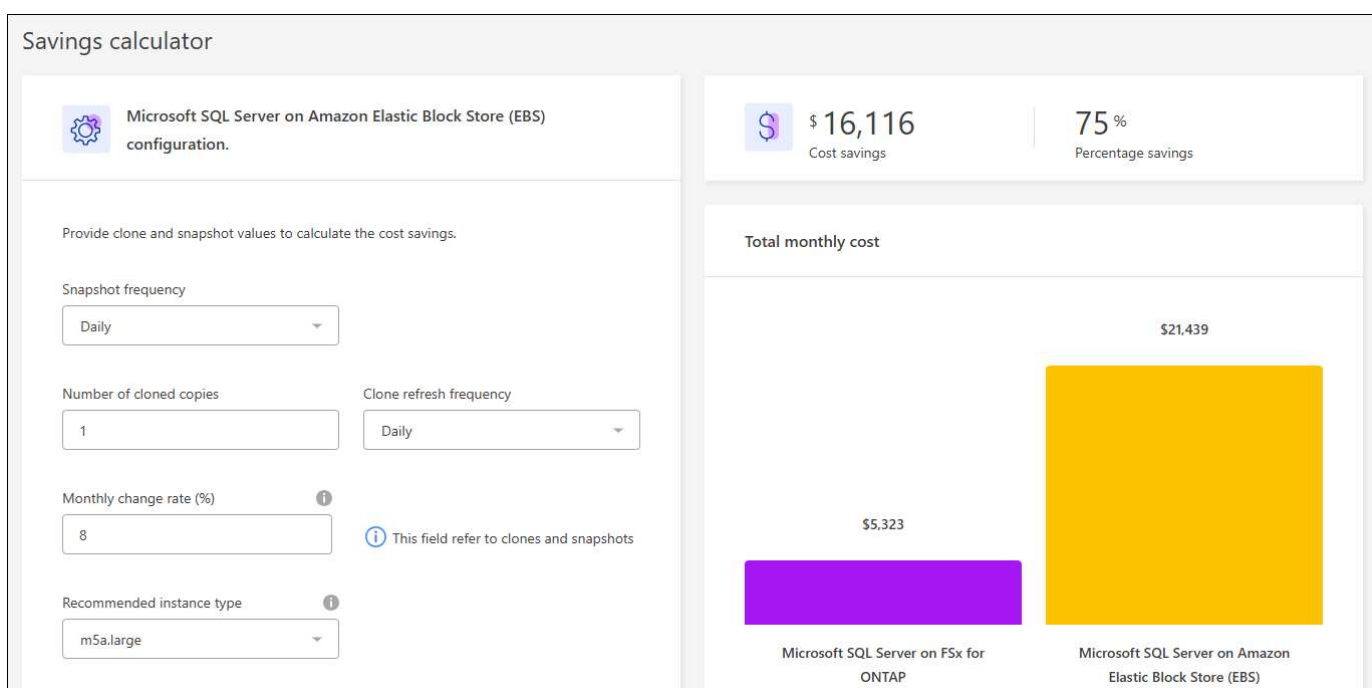 Savings calculator
Microsoft SQL Server on Amazon Elastic Block Store (EBS)
configuration.
Provide clone and snapshot values to calculate the cost savings.
Snapshot frequency
Daily
Number of cloned copies
1
Clone refresh frequency
Daily
Monthly change rate (%)
8
This field refer to clones and snapshots
Recommended instance type
m5a.large
$ 16,116
Cost savings
75 %
Percentage savings
Total monthly cost
$5,323
$21,439
Microsoft SQL Server on FSx for
ONTAP
Microsoft SQL Server on Amazon
Elastic Block Store (EBS)